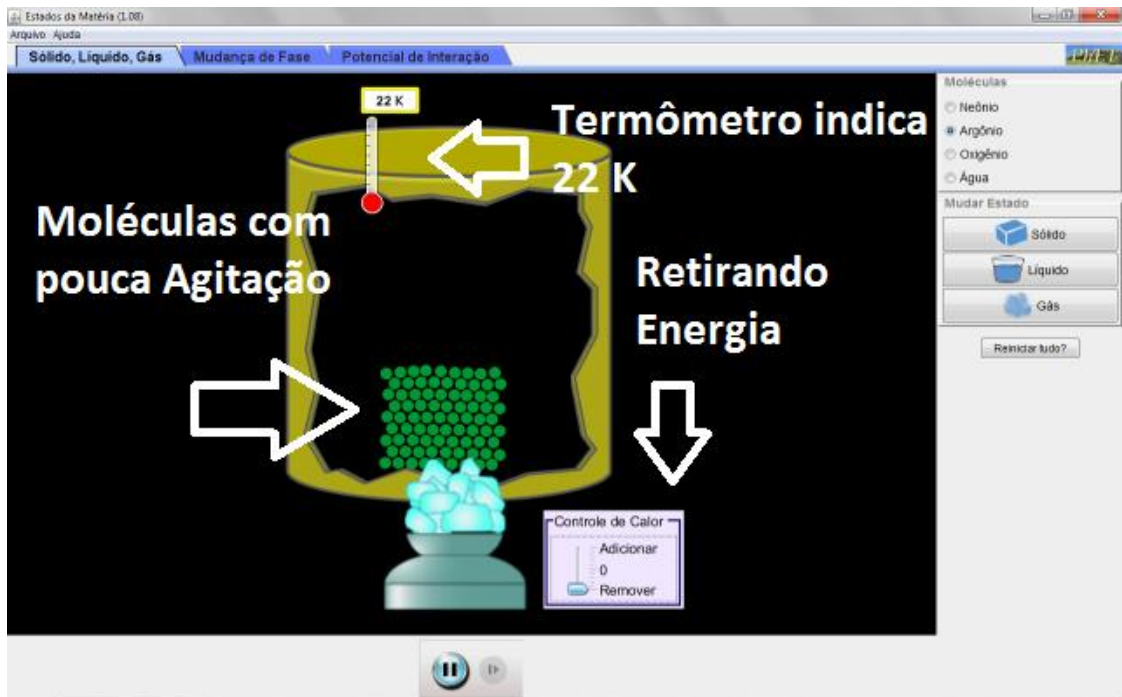 Estados da Matéria (1.08)
Arquivo Ajuda
Sólido, Líquido, Gás Mudança de Fase Potencial de Interação
22 K
Termômetro indica
22 K
Moléculas com
pouca Agitação
Retirando
Energia
Controle de Calor
Adicionar
0
Remover
Moléculas
Neônio
Argônio
Oxigênio
Água
Mudar Estado
Sólido
Líquido
Gás
Reiniciar tudo?